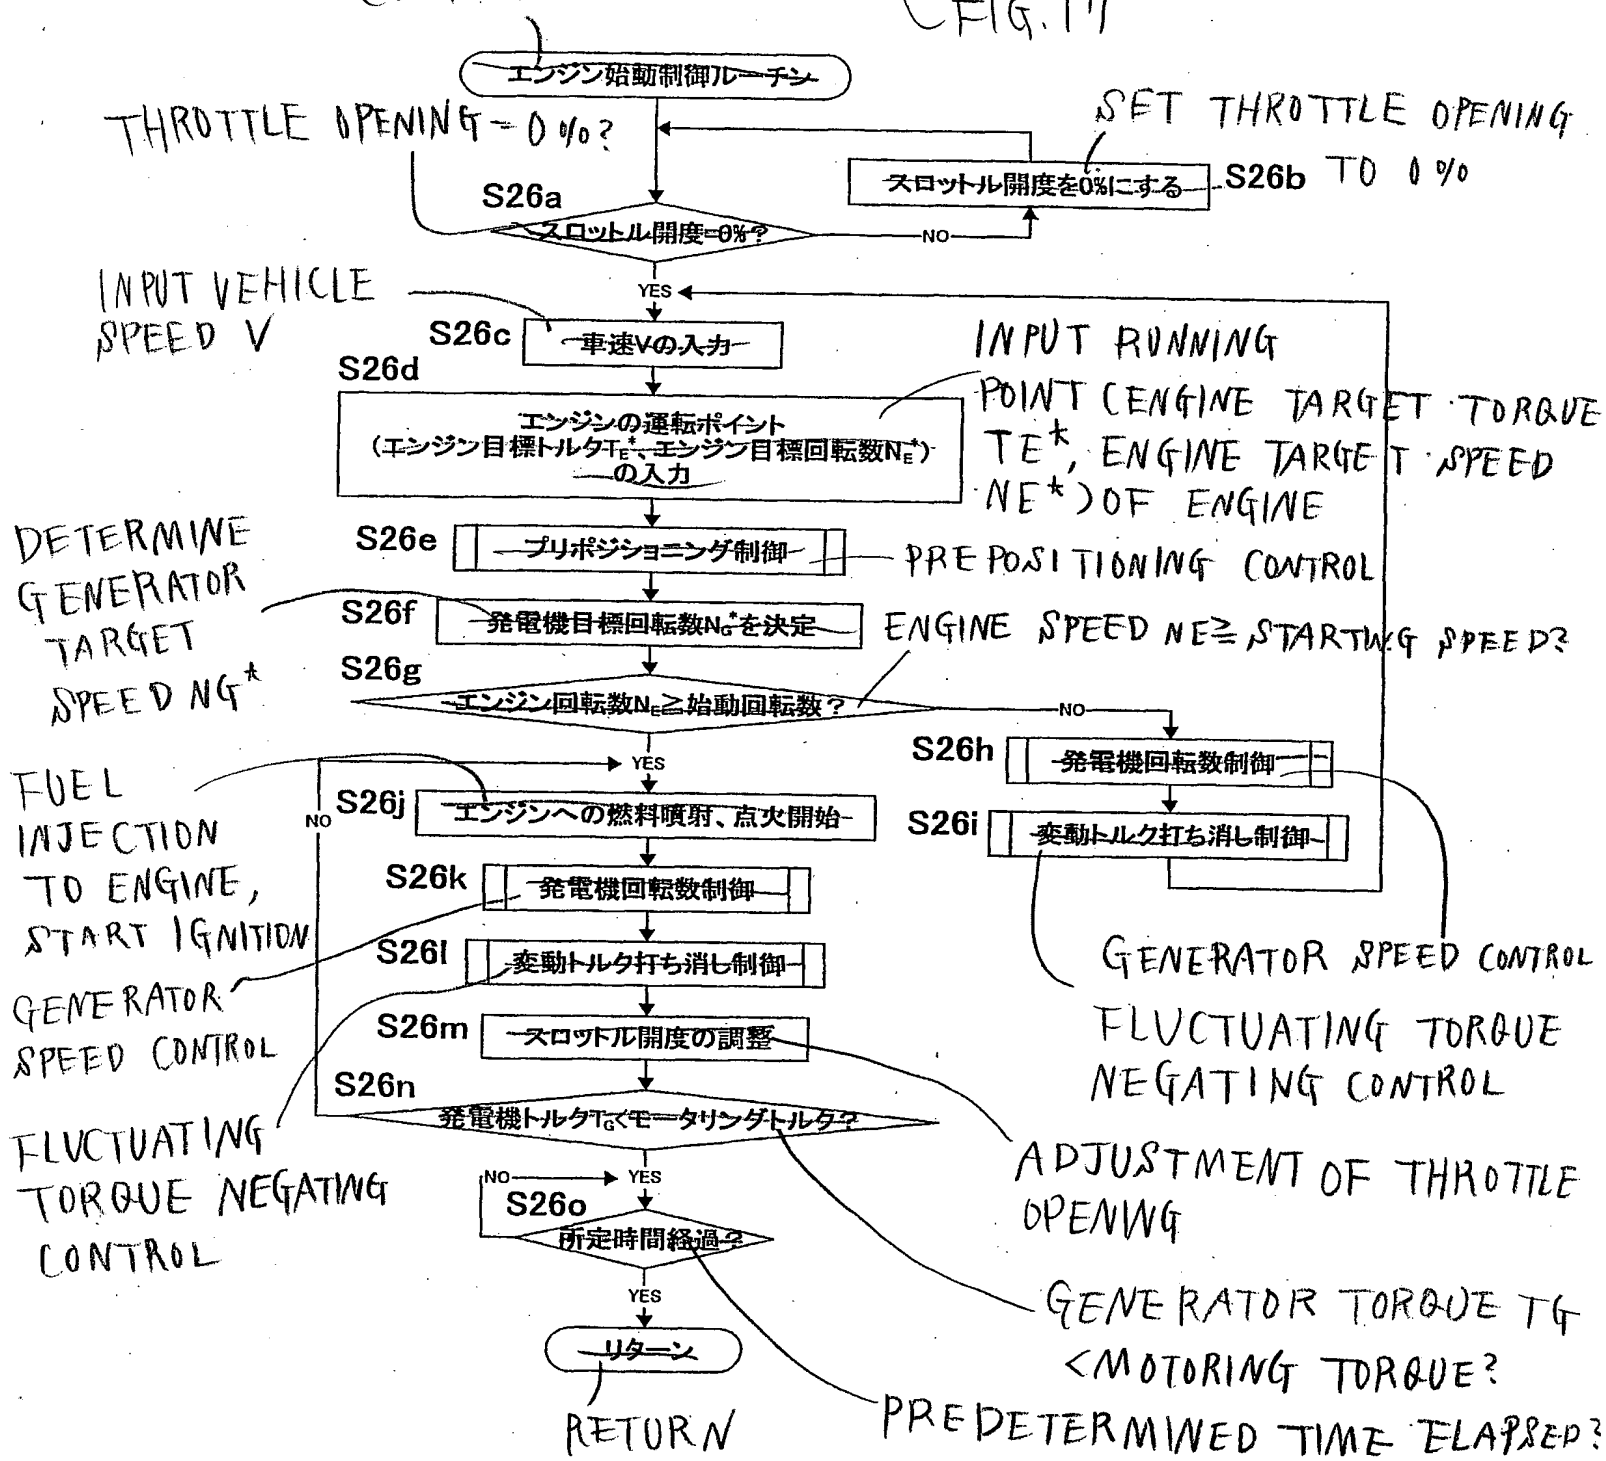 FIG. 17
エンジン始動制御ルーチン
THROTTLE OPENING = 0%?
SET THROTTLE OPENING
TO 0%
スロットル開度を0%にする
S26b
S26a
スロットル開度=0%?
NO
INPUT VEHICLE
SPEED V
YES
S26c
車速Vの入力
S26d
エンジンの運転ポイント
(エンジン目標トルクTE*、エンジン目標回転数NE*)
の入力
INPUT RUNNING
POINT (ENGINE TARGET TORQUE
TE*, ENGINE TARGET SPEED
NE*) OF ENGINE
S26e
プリポジショニング制御
PREPOSITIONING CONTROL
DETERMINE
GENERATOR
TARGET
SPEED NG*
S26f
発電機目標回転数NG*を決定
ENGINE SPEED NE≧STARTING SPEED?
S26g
エンジン回転数NE≧始動回転数?
NO
YES
S26h
発電機回転数制御
S26i
変動トルク打ち消し制御
GENERATOR SPEED CONTROL
FLUCTUATING TORQUE
NEGATING CONTROL
FUEL
INJECTION
TO ENGINE,
START IGNITION
NO
S26j
エンジンへの燃料噴射、点火開始
S26k
発電機回転数制御
GENERATOR
SPEED CONTROL
S26l
変動トルク打ち消し制御
FLUCTUATING
TORQUE NEGATING
CONTROL
S26m
スロットル開度の調整
ADJUSTMENT OF THROTTLE
OPENING
S26n
発電機トルクTG<モータリングトルク?
GENERATOR TORQUE TG
<MOTORING TORQUE?
NO
YES
S26o
所定時間経過?
PREDETERMINED TIME ELAPSED?
YES
リターン
RETURN